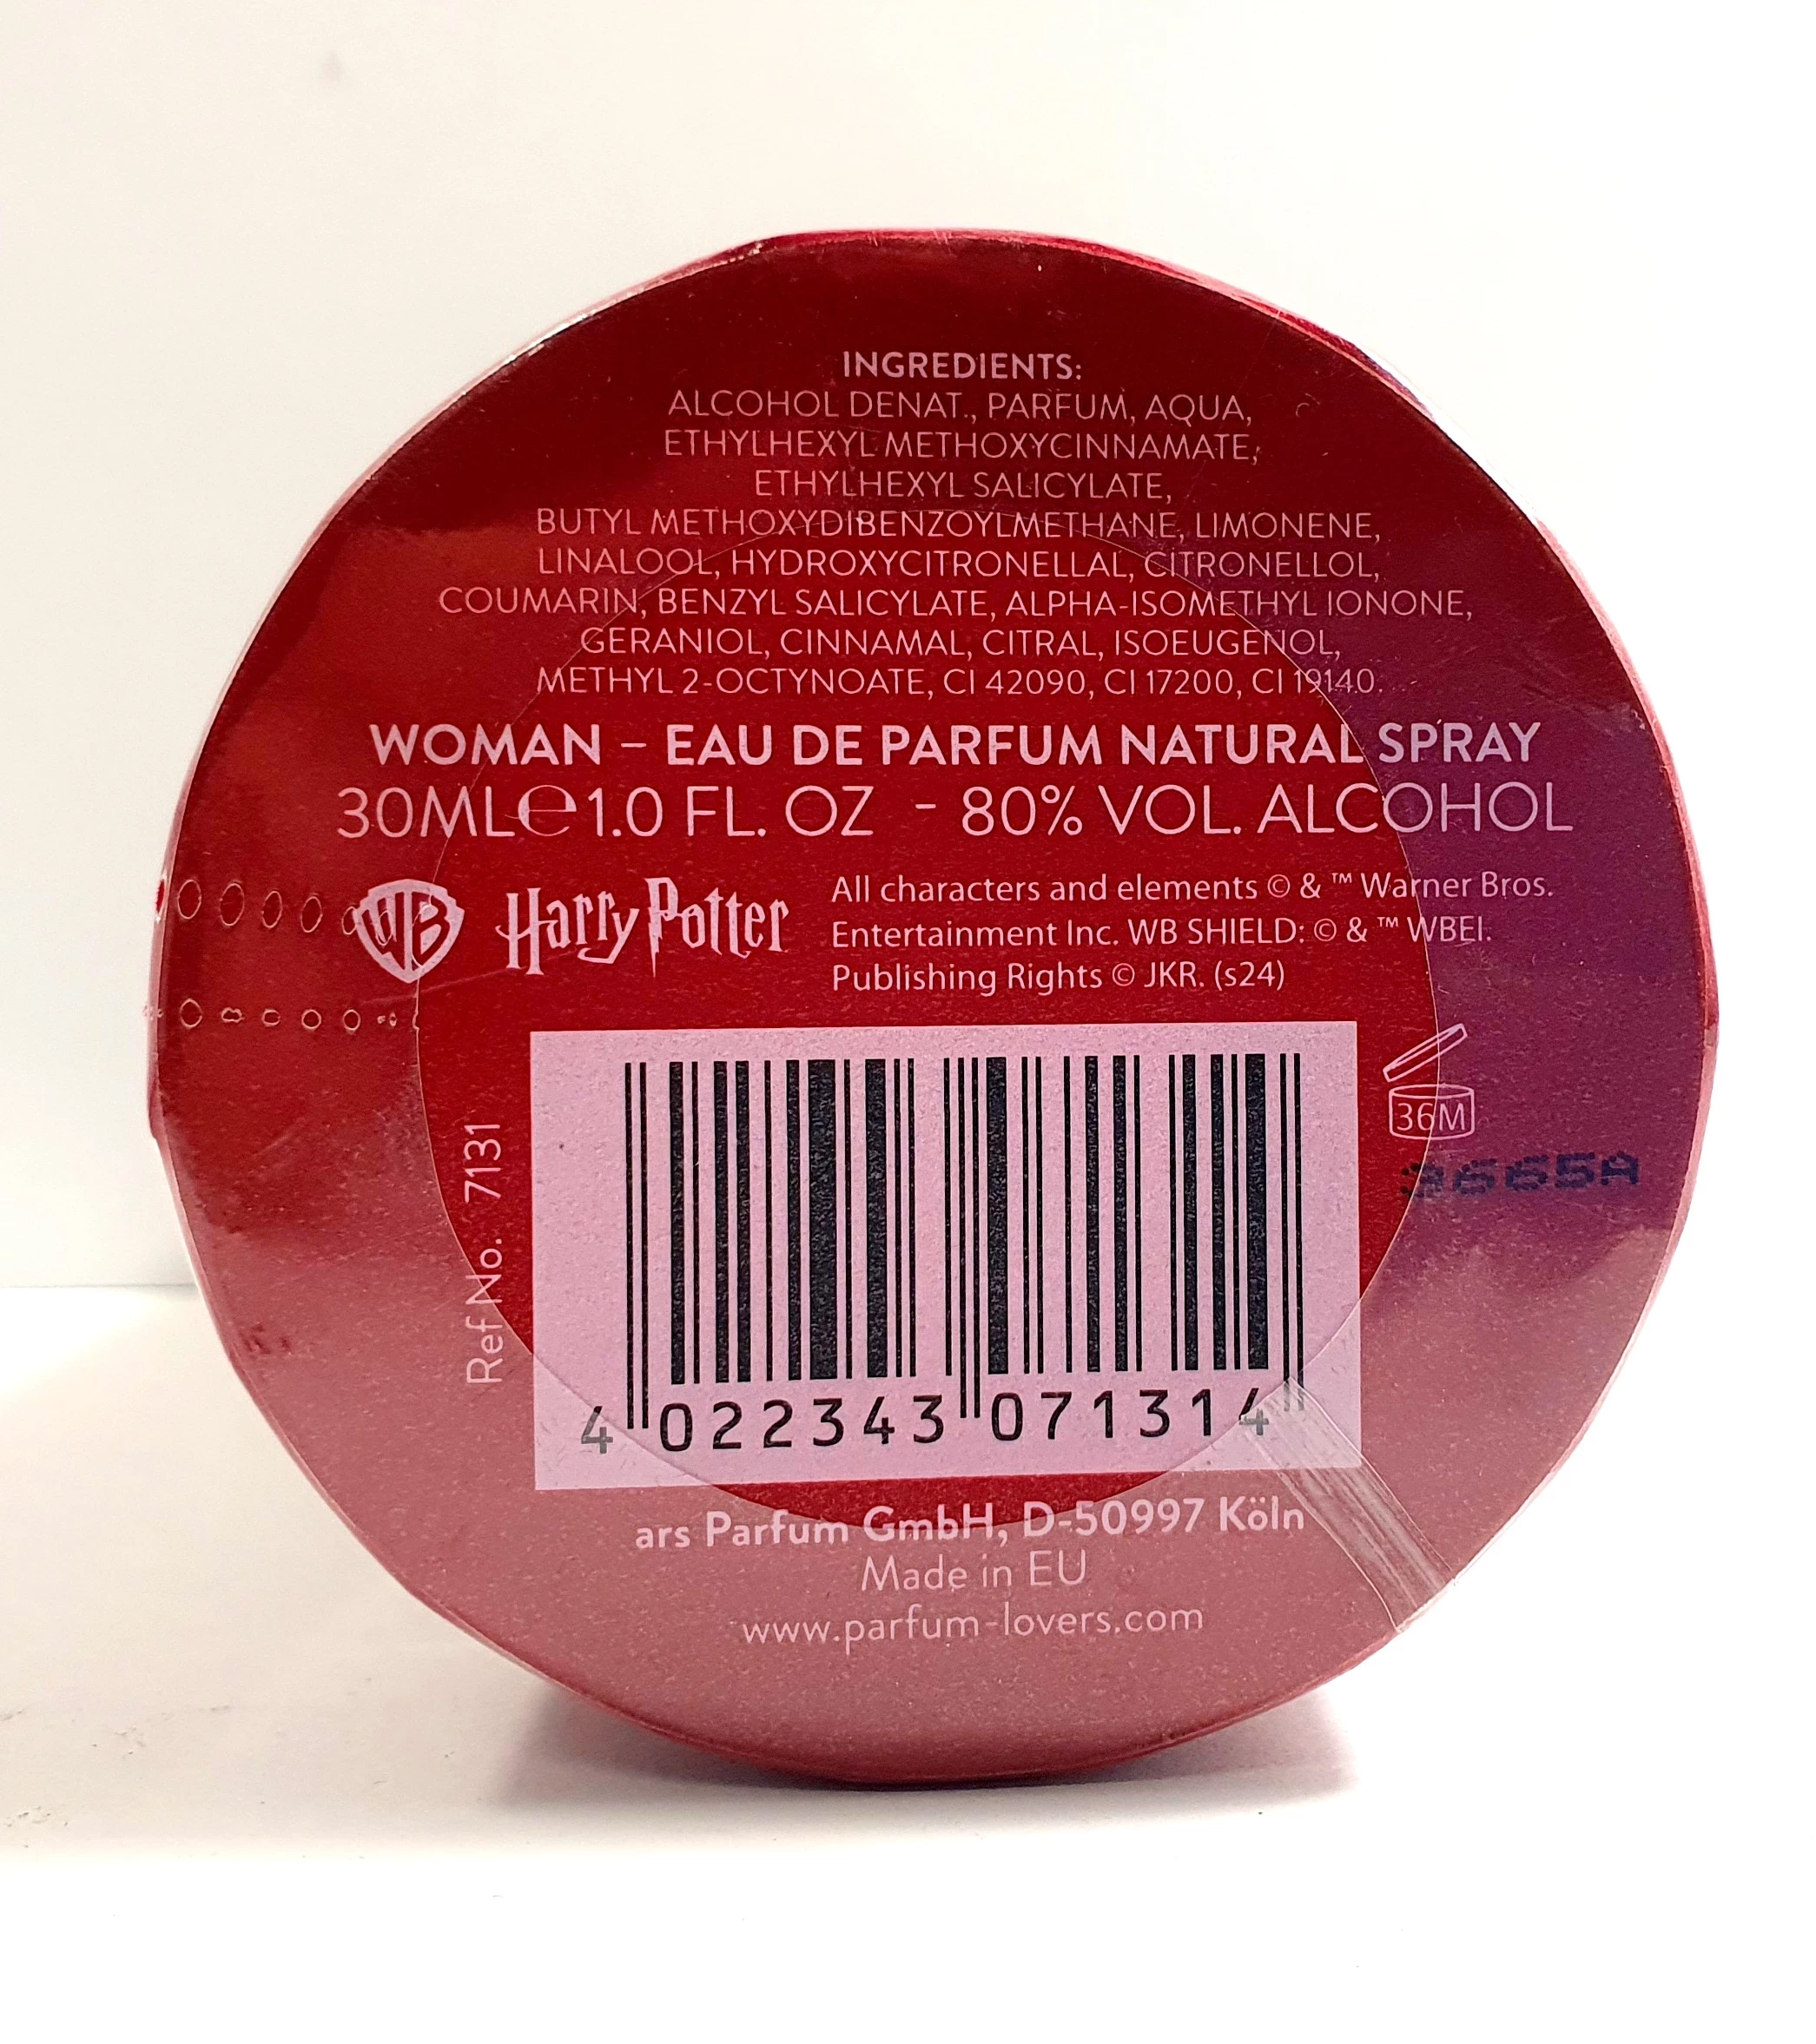 INGREDIENTS:
ALCOHOL DENAT., PARFUM, AQUA,
ETHYLHEXYL METHOXYCINNAMATE,
ETHYLHEXYL SALICYLATE,
BUTYL METHOXYDIBENZOYLMETHANE, LIMONENE,
LINALOOL, HYDROXYCITRONELLAL, CITRONELLOL,
COUMARIN, BENZYL SALICYLATE, ALPHA-ISOMETHYL IONONE,
GERANIOL, CINNAMAL, CITRAL, ISOEUGENOL,
METHYL 2-OCTYNOATE, CI 42090, CI 17200, CI 19140.
WOMAN – EAU DE PARFUM NATURAL SPRAY
30ML℮1.0 FL. OZ - 80% VOL. ALCOHOL
WB Harry Potter
All characters and elements © & ™ Warner Bros.
Entertainment Inc. WB SHIELD: © & ™ WBEI.
Publishing Rights © JKR. (s24)
36M
Ref No. 7131
4 022343 071314
ars Parfum GmbH, D-50997 Köln
Made in EU
www.parfum-lovers.com